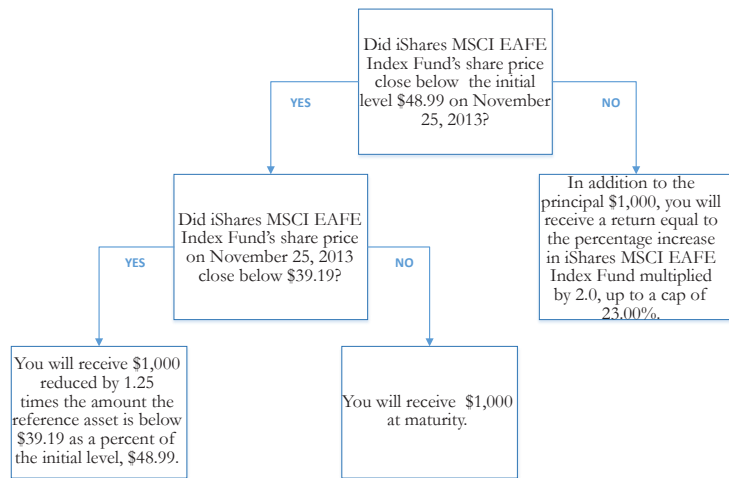 Did iShares MSCI EAFE
Index Fund's share price
close below the initial
level $48.99 on November
25, 2013?
YES
NO
Did iShares MSCI EAFE
Index Fund's share price
on November 25, 2013
close below $39.19?
In addition to the
principal $1,000, you will
receive a return equal to
the percentage increase
in iShares MSCI EAFE
Index Fund multiplied
by 2.0, up to a cap of
23.00%.
YES
NO
You will receive $1,000
reduced by 1.25
times the amount the
reference asset is below
$39.19 as a percent of
the initial level, $48.99.
You will receive $1,000
at maturity.